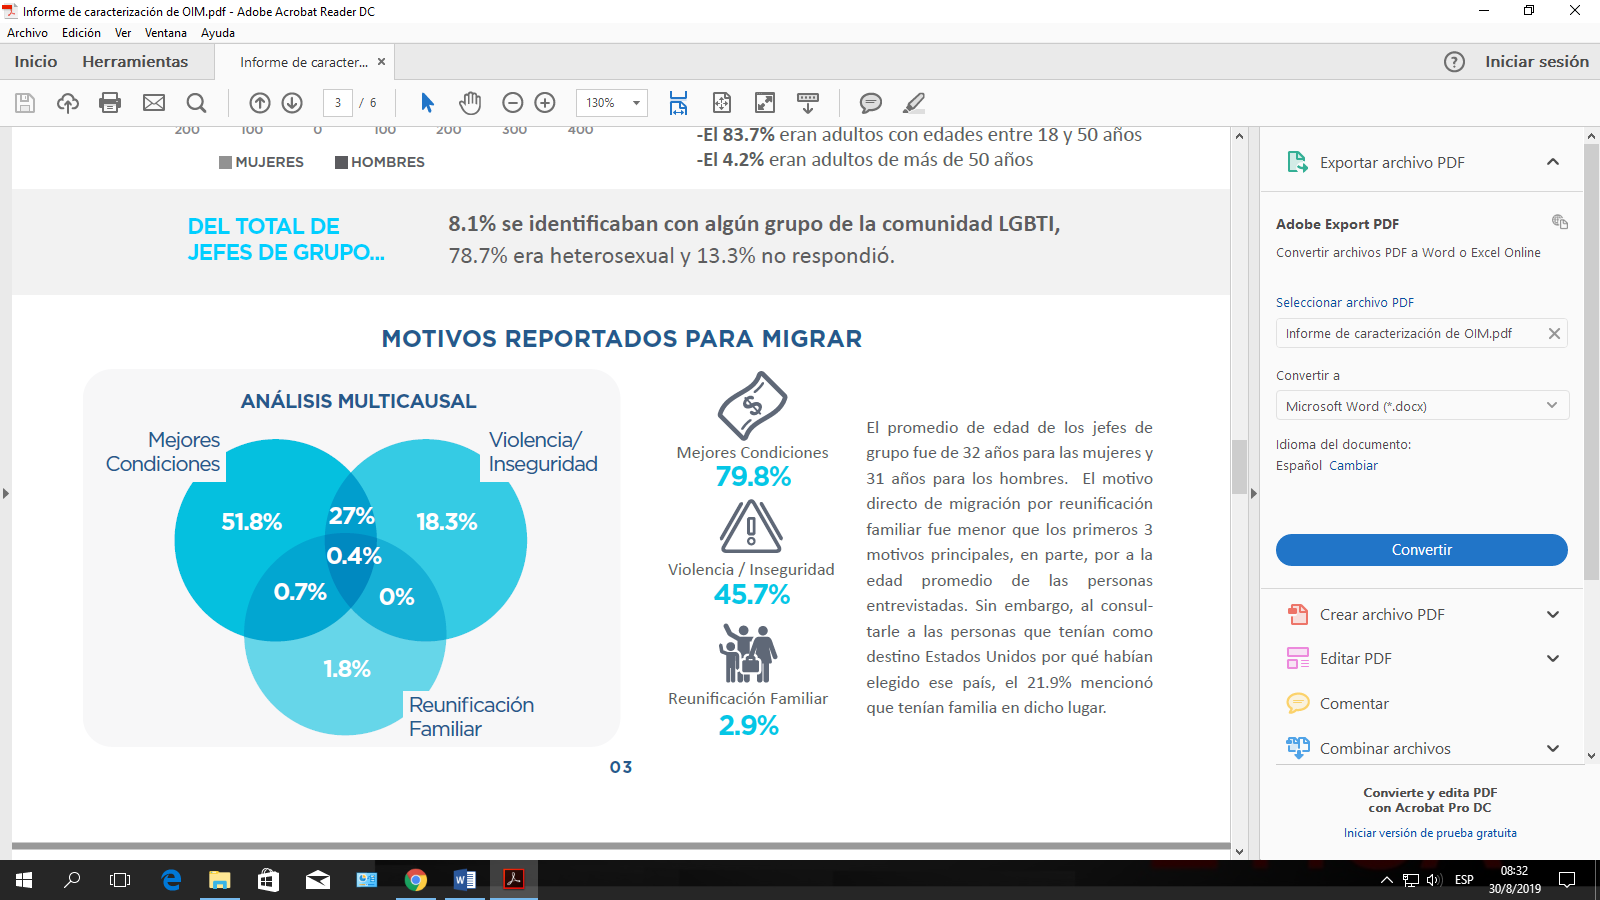 Informe de caracterización de OIM.pdf - Adobe Acrobat Reader DC
Archivo Edición Ver Ventana Ayuda
Inicio Herramientas Informe de caracter... × ? Iniciar sesión
3 / 6 130%
200 100 0 100 200 300 400
MUJERES HOMBRES
-El 83.7% eran adultos con edades entre 18 y 50 años
-El 4.2% eran adultos de más de 50 años
DEL TOTAL DE
JEFES DE GRUPO...
8.1% se identificaban con algún grupo de la comunidad LGBTI,
78.7% era heterosexual y 13.3% no respondió.
MOTIVOS REPORTADOS PARA MIGRAR
ANÁLISIS MULTICAUSAL
Mejores
Condiciones
Violencia/
Inseguridad
51.8% 27% 18.3%
0.4%
0.7% 0%
1.8%
Reunificación
Familiar
Mejores Condiciones
79.8%
Violencia / Inseguridad
45.7%
Reunificación Familiar
2.9%
El promedio de edad de los jefes de
grupo fue de 32 años para las mujeres y
31 años para los hombres. El motivo
directo de migración por reunificación
familiar fue menor que los primeros 3
motivos principales, en parte, por a la
edad promedio de las personas
entrevistadas. Sin embargo, al consul-
tarle a las personas que tenían como
destino Estados Unidos por qué habían
elegido ese país, el 21.9% mencionó
que tenían familia en dicho lugar.
03
Exportar archivo PDF
Adobe Export PDF
Convertir archivos PDF a Word o Excel Online
Seleccionar archivo PDF
Informe de caracterización de OIM.pdf
Convertir a
Microsoft Word (*.docx)
Idioma del documento:
Español Cambiar
Convertir
Crear archivo PDF
Editar PDF
Comentar
Combinar archivos
Convierte y edita PDF
con Acrobat Pro DC
Iniciar versión de prueba gratuita
ESP
08:32
30/8/2019